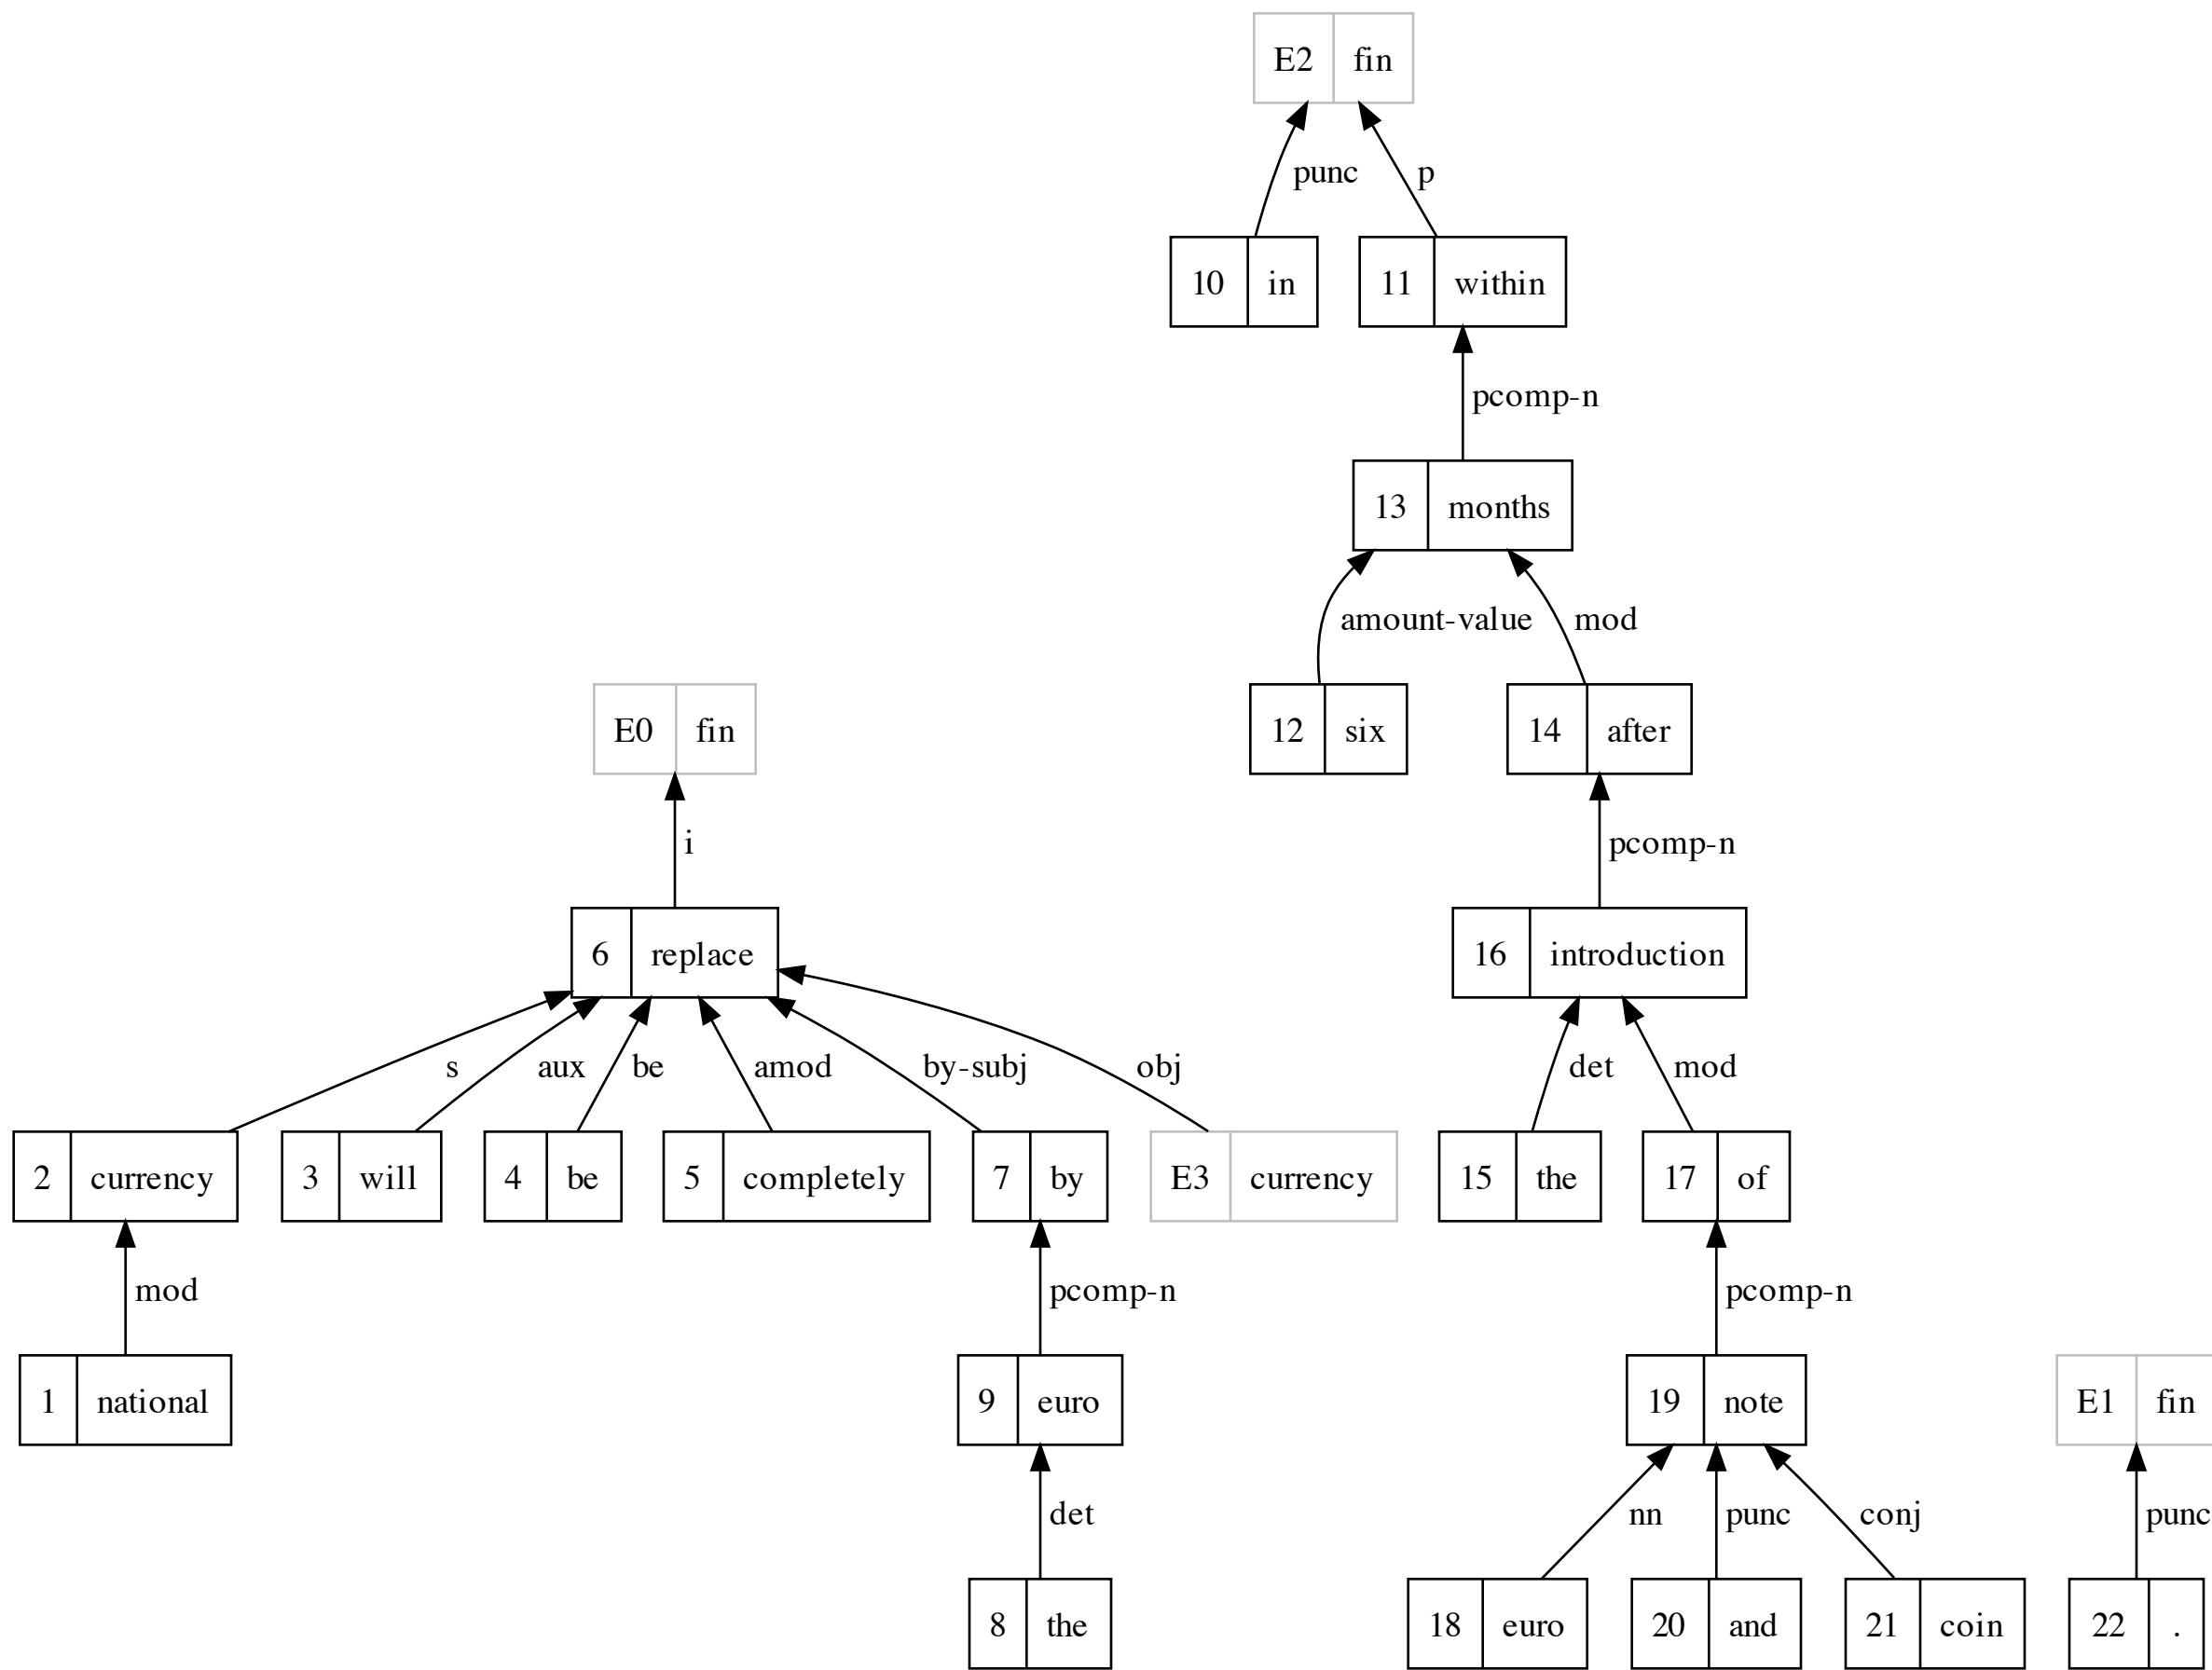 E2 fin
punc p
10 in 11 within
pcomp-n
13 months
amount-value mod
E0 fin 12 six 14 after
i pcomp-n
6 replace 16 introduction
s aux be amod by-subj obj det mod
2 currency 3 will 4 be 5 completely 7 by E3 currency 15 the 17 of
mod pcomp-n pcomp-n
1 national 9 euro 19 note E1 fin
det nn punc conj punc
8 the 18 euro 20 and 21 coin 22 .